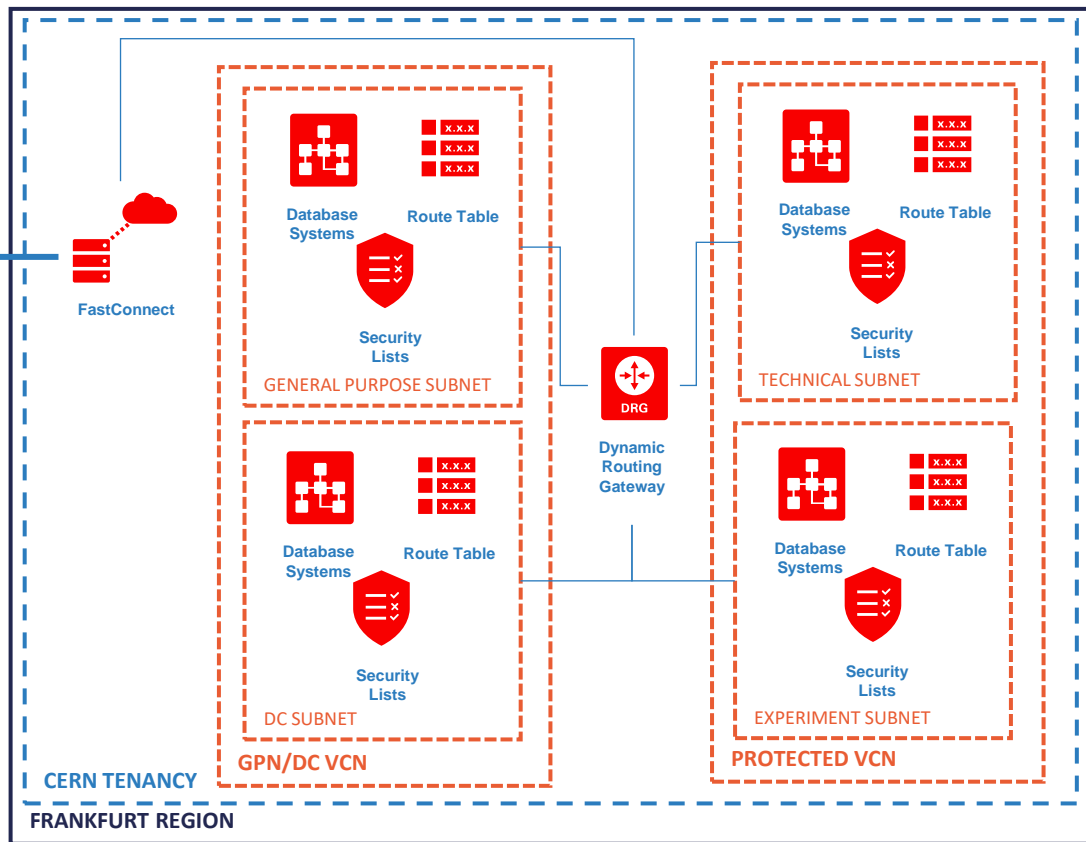 FastConnect
x.x.x
x.x.x
x.x.x
Database
Systems
Route Table
Security
Lists
GENERAL PURPOSE SUBNET
x.x.x
x.x.x
x.x.x
Database
Systems
Route Table
Security
Lists
DC SUBNET
GPN/DC VCN
DRG
Dynamic
Routing
Gateway
x.x.x
x.x.x
x.x.x
Database
Systems
Route Table
Security
Lists
TECHNICAL SUBNET
x.x.x
x.x.x
x.x.x
Database
Systems
Route Table
Security
Lists
EXPERIMENT SUBNET
PROTECTED VCN
CERN TENANCY
FRANKFURT REGION